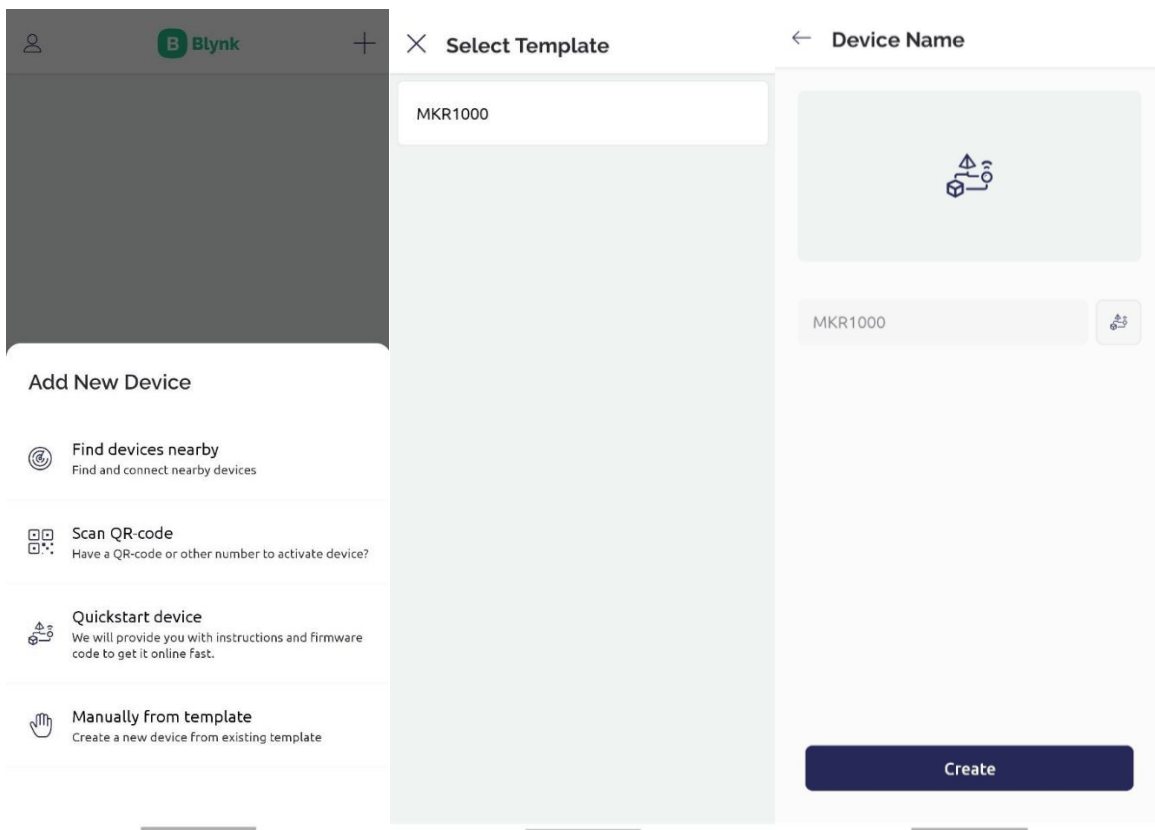 Blynk
Add New Device
Find devices nearby
Find and connect nearby devices
Scan QR-code
Have a QR-code or other number to activate device?
Quickstart device
We will provide you with instructions and firmware
code to get it online fast.
Manually from template
Create a new device from existing template
Select Template
MKR1000
Device Name
MKR1000
Create